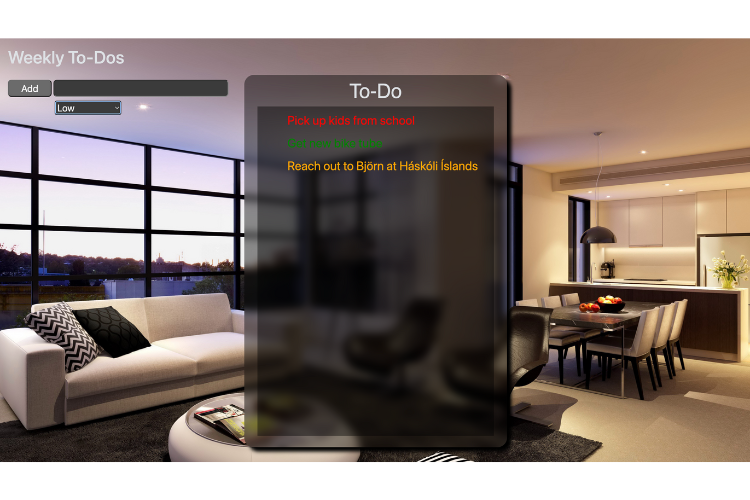 Weekly To-Dos
Add
Low
To-Do
Pick up kids from school
Reach out to Björn at Háskóli Íslands